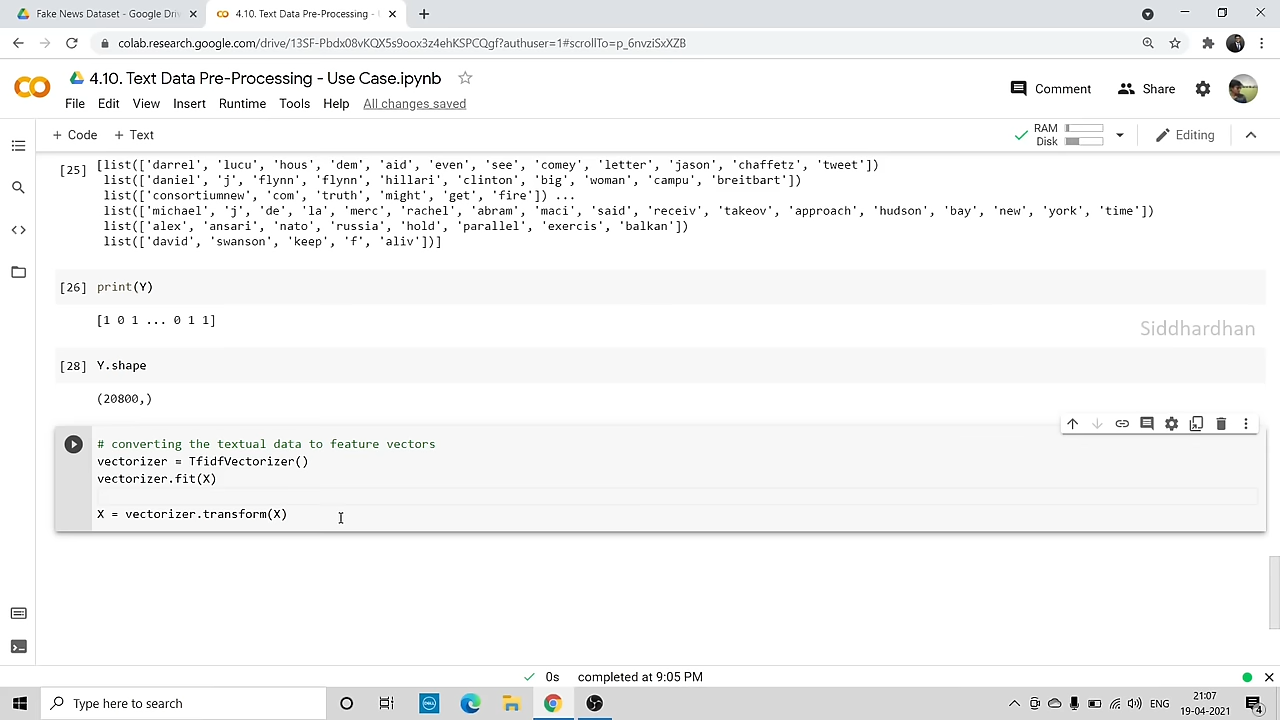 Fake News Dataset - Google Dri
4.10. Text Data Pre-Processing -
colab.research.google.com/drive/13SF-Pbdx08vKQX5s9oox3z4ehKSPCQgf?authuser=1#scrollTo=p_6nvziSxXZB
4.10. Text Data Pre-Processing - Use Case.ipynb
Comment
Share
File Edit View Insert Runtime Tools Help All changes saved
+ Code + Text
RAM
Disk
Editing
[25] [list(['darrel', 'lucu', 'hous', 'dem', 'aid', 'even', 'see', 'comey', 'letter', 'jason', 'chaffetz', 'tweet'])
list(['daniel', 'j', 'flynn', 'flynn', 'hillari', 'clinton', 'big', 'woman', 'campu', 'breitbart'])
list(['consortiumnew', 'com', 'truth', 'might', 'get', 'fire']) ...
list(['michael', 'j', 'de', 'la', 'merc', 'rachel', 'abram', 'maci', 'said', 'receiv', 'takeov', 'approach', 'hudson', 'bay', 'new', 'york', 'time'])
list(['alex', 'ansari', 'nato', 'russia', 'hold', 'parallel', 'exercis', 'balkan'])
list(['david', 'swanson', 'keep', 'f', 'aliv'])]
[26] print(Y)
[1 0 1 ... 0 1 1]
Siddhardhan
[28] Y.shape
(20800,)
# converting the textual data to feature vectors
vectorizer = TfidfVectorizer()
vectorizer.fit(X)
X = vectorizer.transform(X)
0s completed at 9:05 PM
Type here to search
DELL
ENG
21:07
19-04-2021
4